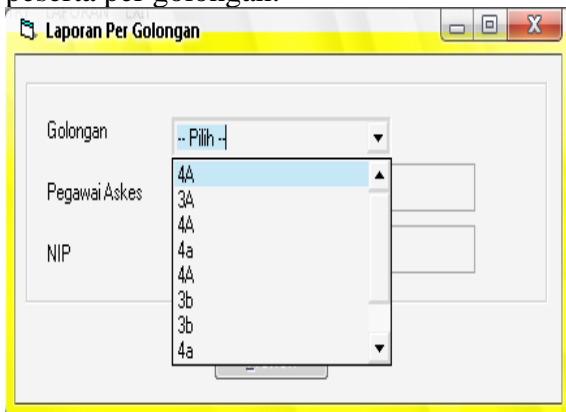 peserta per golongan.
Laporan Per Golongan
Golongan
-- Pilih --
4A
3A
4A
4a
4A
3b
3b
4a
Pegawai Askes
NIP